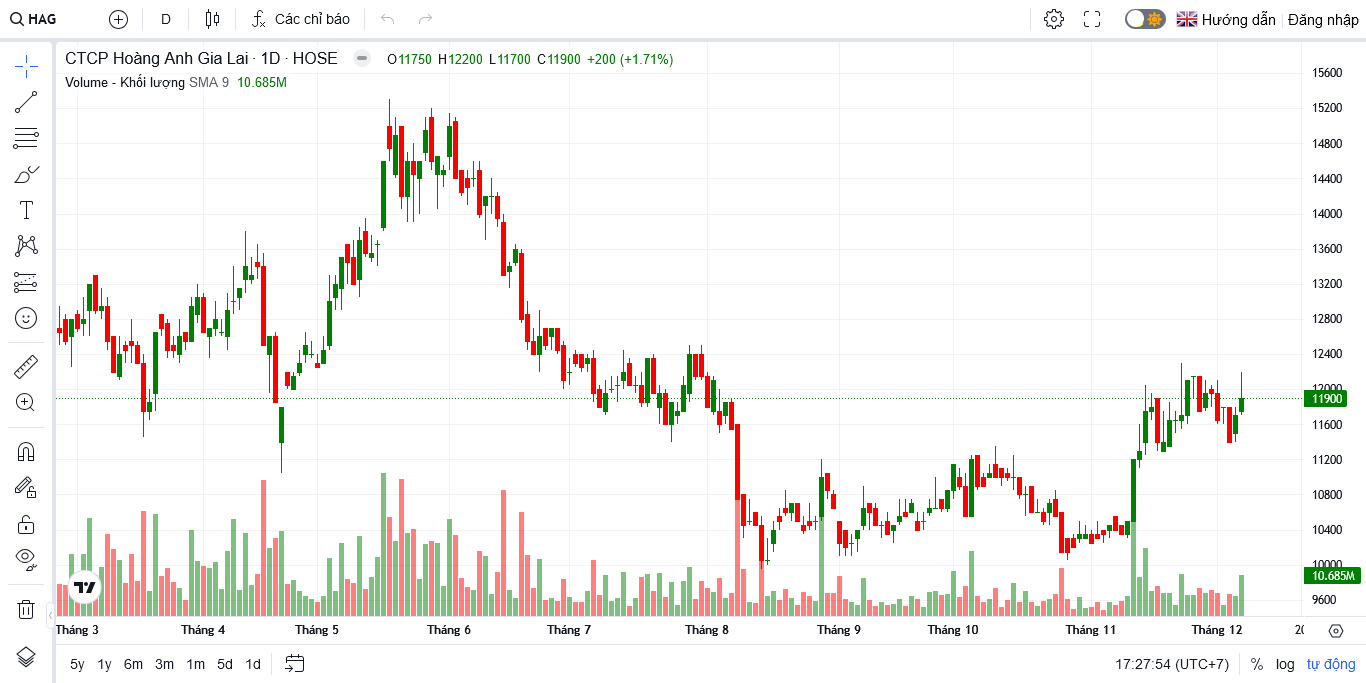 HAG D Các chỉ báo Hướng dẫn Đăng nhập
CTCP Hoàng Anh Gia Lai · 1D · HOSE O11750 H12200 L11700 C11900 +200 (+1.71%)
Volume - Khối lượng SMA 9 10.685M
15600
15200
14800
14400
14000
13600
13200
12800
12400
12000
11900
11600
11200
10800
10400
10000
10.685M
9600
Tháng 3 Tháng 4 Tháng 5 Tháng 6 Tháng 7 Tháng 8 Tháng 9 Tháng 10 Tháng 11 Tháng 12
5y 1y 6m 3m 1m 5d 1d 17:27:54 (UTC+7) % log tự động